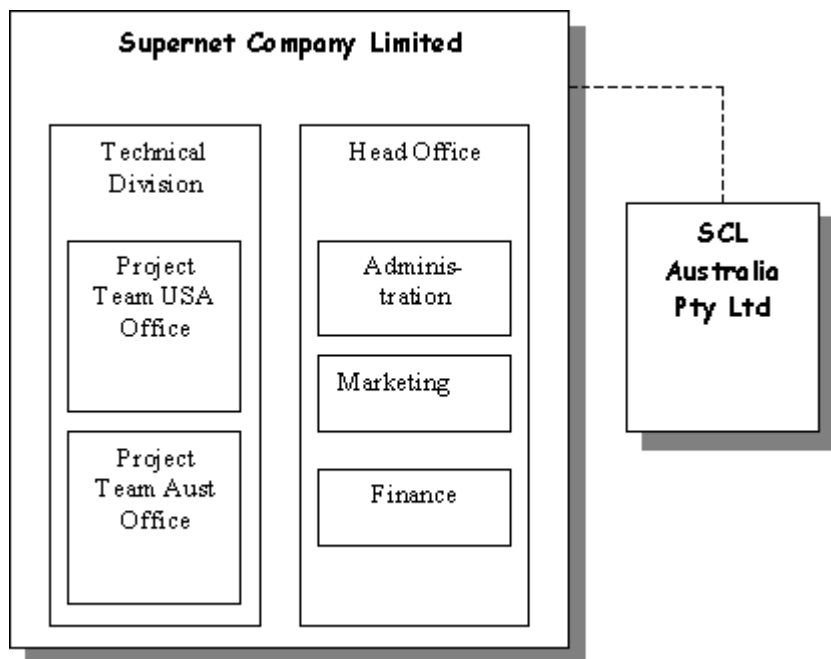 Supernet Company Limited
Technical
Division
Project
Team USA
Office
Project
Team Aust
Office
Head Office
Adminis-
tration
Marketing
Finance
SCL
Australia
Pty Ltd